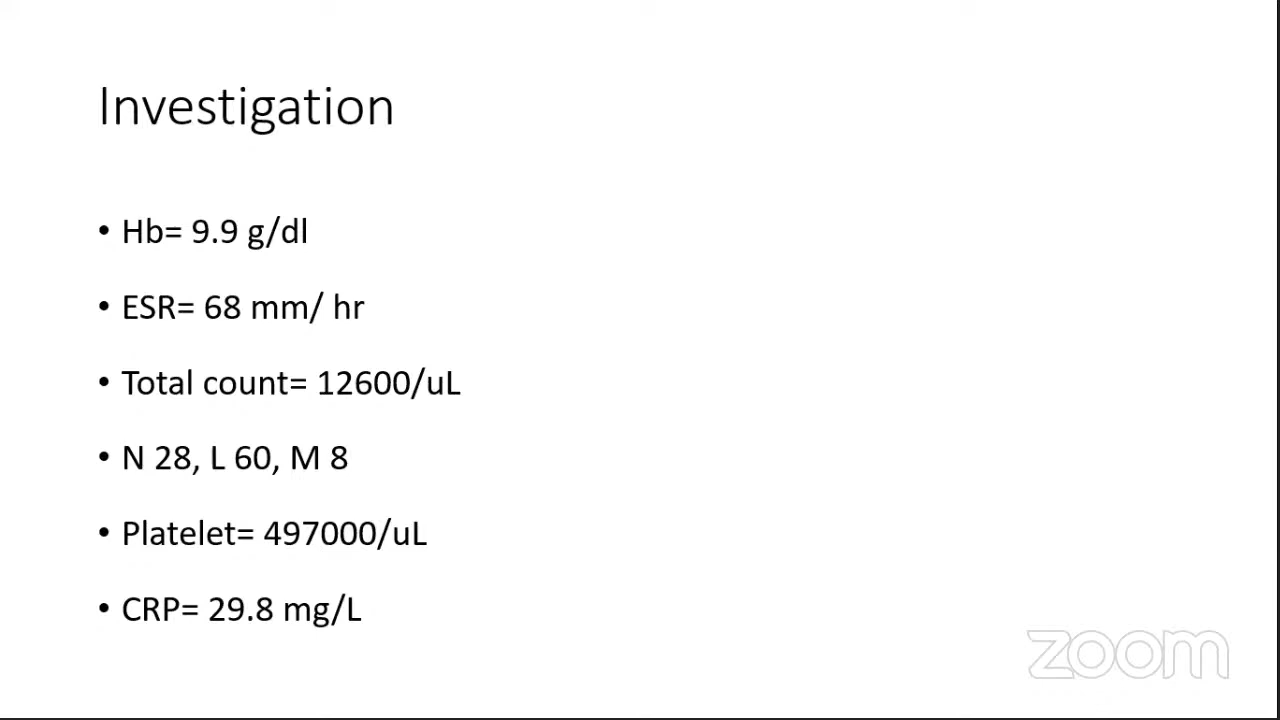 Investigation
• Hb= 9.9 g/dl
• ESR= 68 mm/ hr
• Total count= 12600/uL
• N 28, L 60, M 8
• Platelet= 497000/uL
• CRP= 29.8 mg/L
zoom